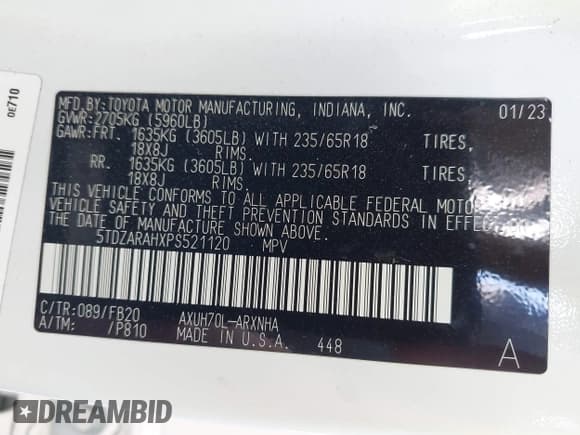 0E710
MFD.BY:TOYOTA MOTOR MANUFACTURING, INDIANA, INC. 01/23
GVWR:2705KG (5960LB)
GAWR:FRT. 1635KG (3605LB) WITH 235/65R18 TIRES,
18X8J RIMS.
RR. 1635KG (3605LB) WITH 235/65R18 TIRES,
18X8J RIMS.
THIS VEHICLE CONFORMS TO ALL APPLICABLE FEDERAL MOTOR
VEHICLE SAFETY AND THEFT PREVENTION STANDARDS IN EFFECT
ON THE DATE OF MANUFACTURE SHOWN ABOVE.
5TDZARAHXPS521120 MPV
C/TR:089/FB20 AXUH70L-ARXNHA
A/TM: /P810 MADE IN U.S.A. 448 A
DREAMBID